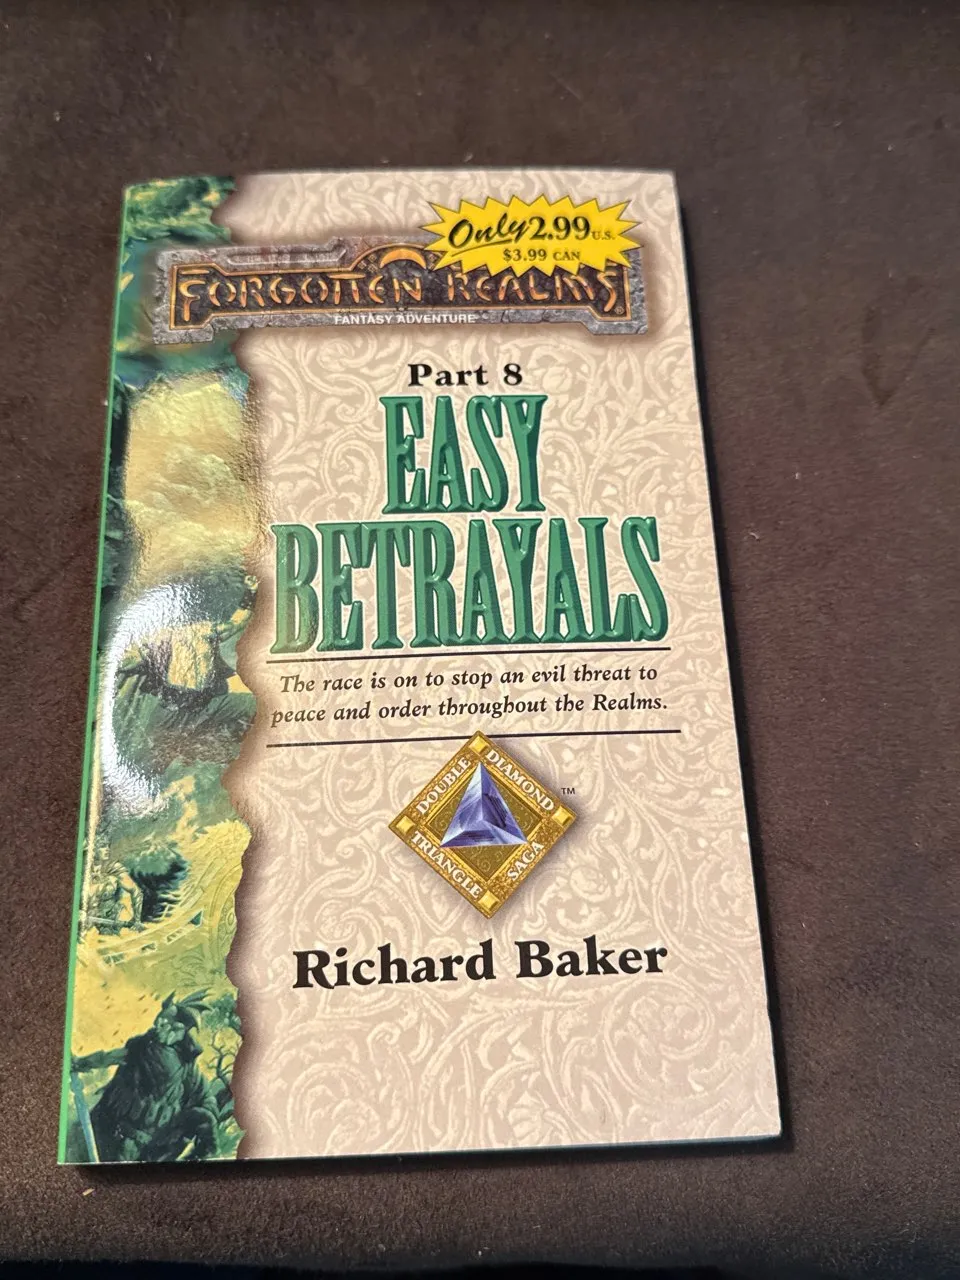 Only 2.99 U.S.
$3.99 CAN
FORGOTTEN REALMS®
FANTASY ADVENTURE
Part 8
EASY
BETRAYALS
The race is on to stop an evil threat to
peace and order throughout the Realms.
DOUBLE DIAMOND ™
TRIANGLE SAGA
Richard Baker